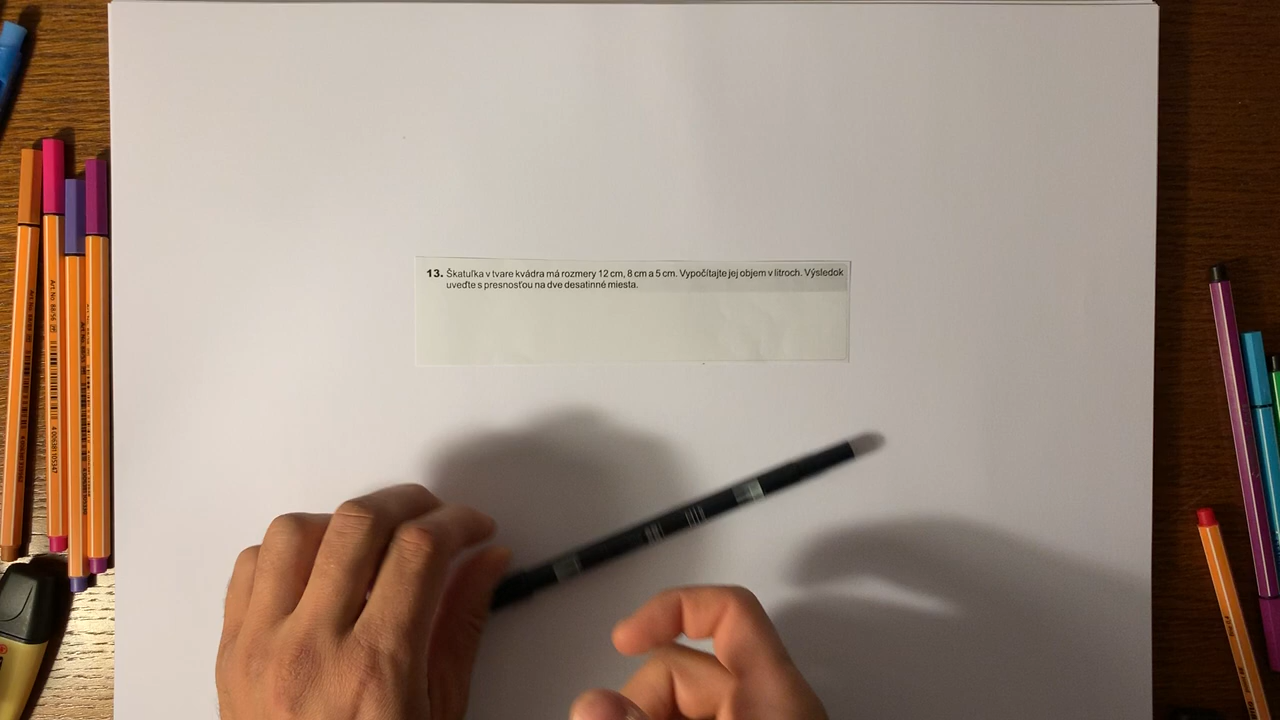 13. Škatuľka v tvare kvádra má rozmery 12 cm, 8 cm a 5 cm. Vypočítajte jej objem v litroch. Výsledok
uveďte s presnosťou na dve desatinné miesta.